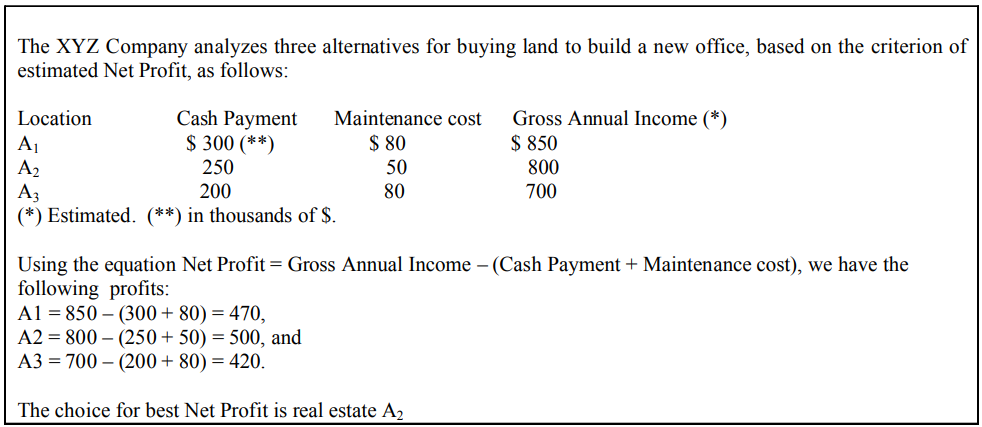 The XYZ Company analyzes three alternatives for buying land to build a new office, based on the criterion of
estimated Net Profit, as follows:
Location Cash Payment Maintenance cost Gross Annual Income (*)
A₁ $ 300 (**) $ 80 $ 850
A₂ 250 50 800
A₃ 200 80 700
(*) Estimated. (**) in thousands of $.
Using the equation Net Profit = Gross Annual Income – (Cash Payment + Maintenance cost), we have the
following profits:
A1 = 850 – (300 + 80) = 470,
A2 = 800 – (250 + 50) = 500, and
A3 = 700 – (200 + 80) = 420.
The choice for best Net Profit is real estate A₂